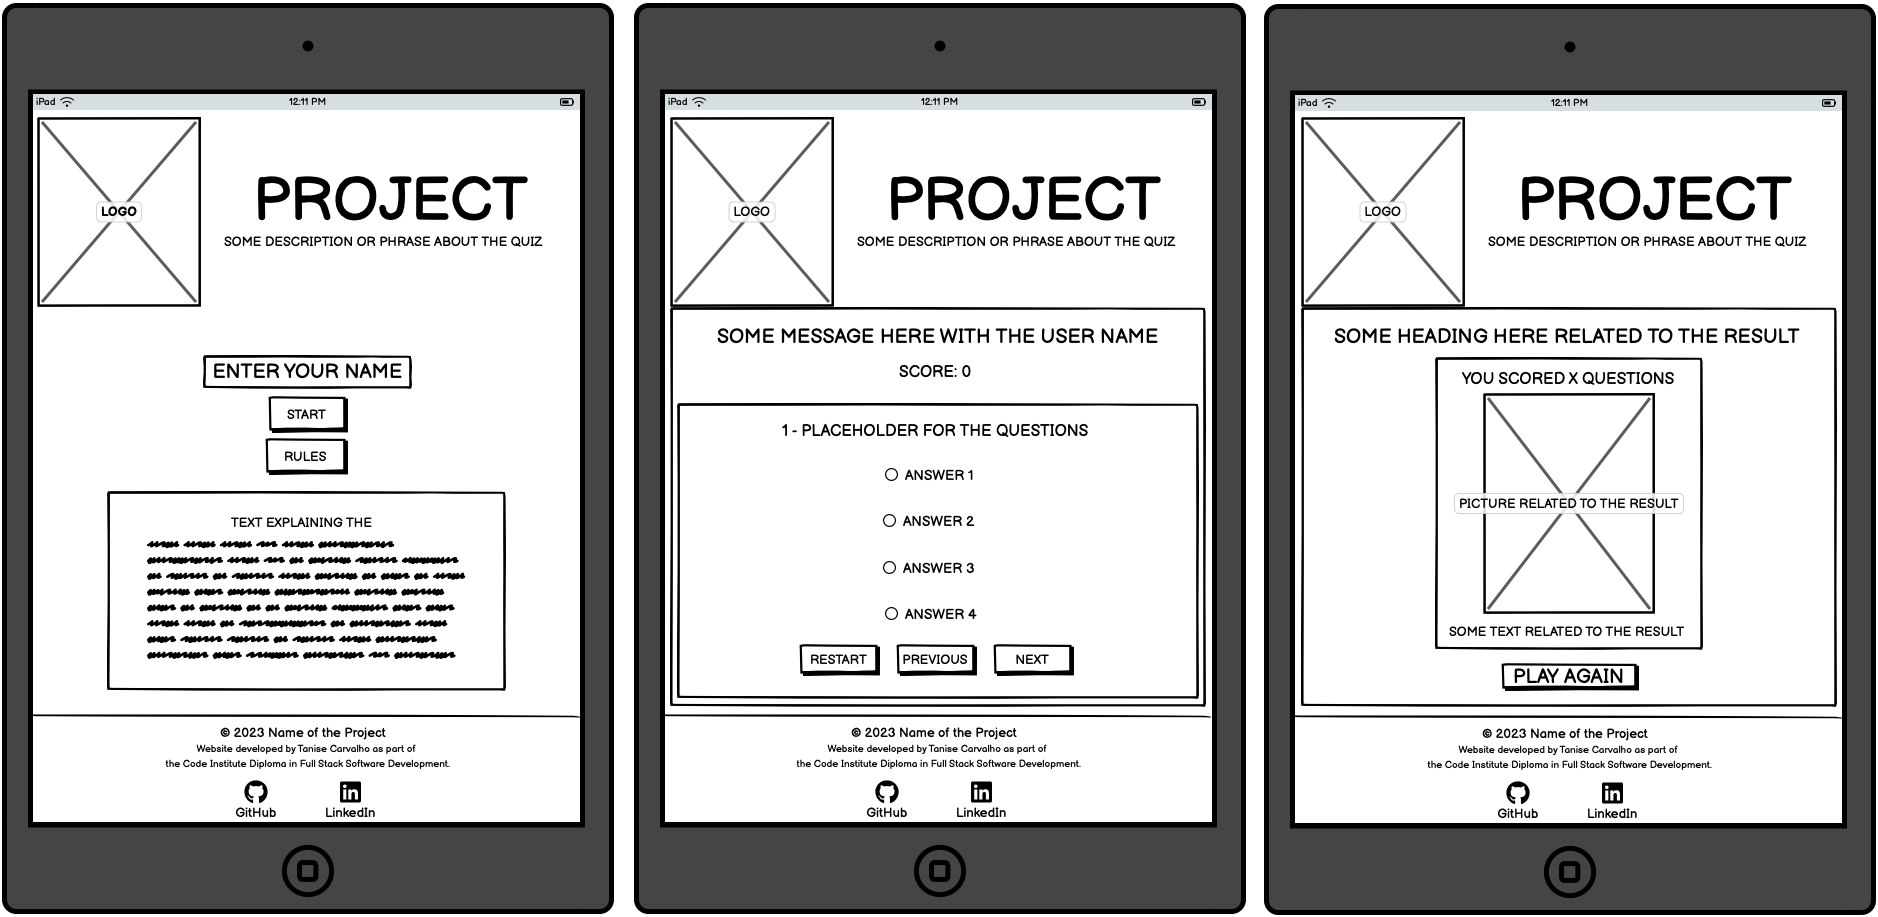 iPad 12:11 PM
LOGO
PROJECT
SOME DESCRIPTION OR PHRASE ABOUT THE QUIZ
ENTER YOUR NAME
START
RULES
TEXT EXPLAINING THE
© 2023 Name of the Project
Website developed by Tanise Carvalho as part of
the Code Institute Diploma in Full Stack Software Development.
GitHub LinkedIn
iPad 12:11 PM
LOGO
PROJECT
SOME DESCRIPTION OR PHRASE ABOUT THE QUIZ
SOME MESSAGE HERE WITH THE USER NAME
SCORE: 0
1 - PLACEHOLDER FOR THE QUESTIONS
ANSWER 1
ANSWER 2
ANSWER 3
ANSWER 4
RESTART PREVIOUS NEXT
© 2023 Name of the Project
Website developed by Tanise Carvalho as part of
the Code Institute Diploma in Full Stack Software Development.
GitHub LinkedIn
iPad 12:11 PM
LOGO
PROJECT
SOME DESCRIPTION OR PHRASE ABOUT THE QUIZ
SOME HEADING HERE RELATED TO THE RESULT
YOU SCORED X QUESTIONS
PICTURE RELATED TO THE RESULT
SOME TEXT RELATED TO THE RESULT
PLAY AGAIN
© 2023 Name of the Project
Website developed by Tanise Carvalho as part of
the Code Institute Diploma in Full Stack Software Development.
GitHub LinkedIn